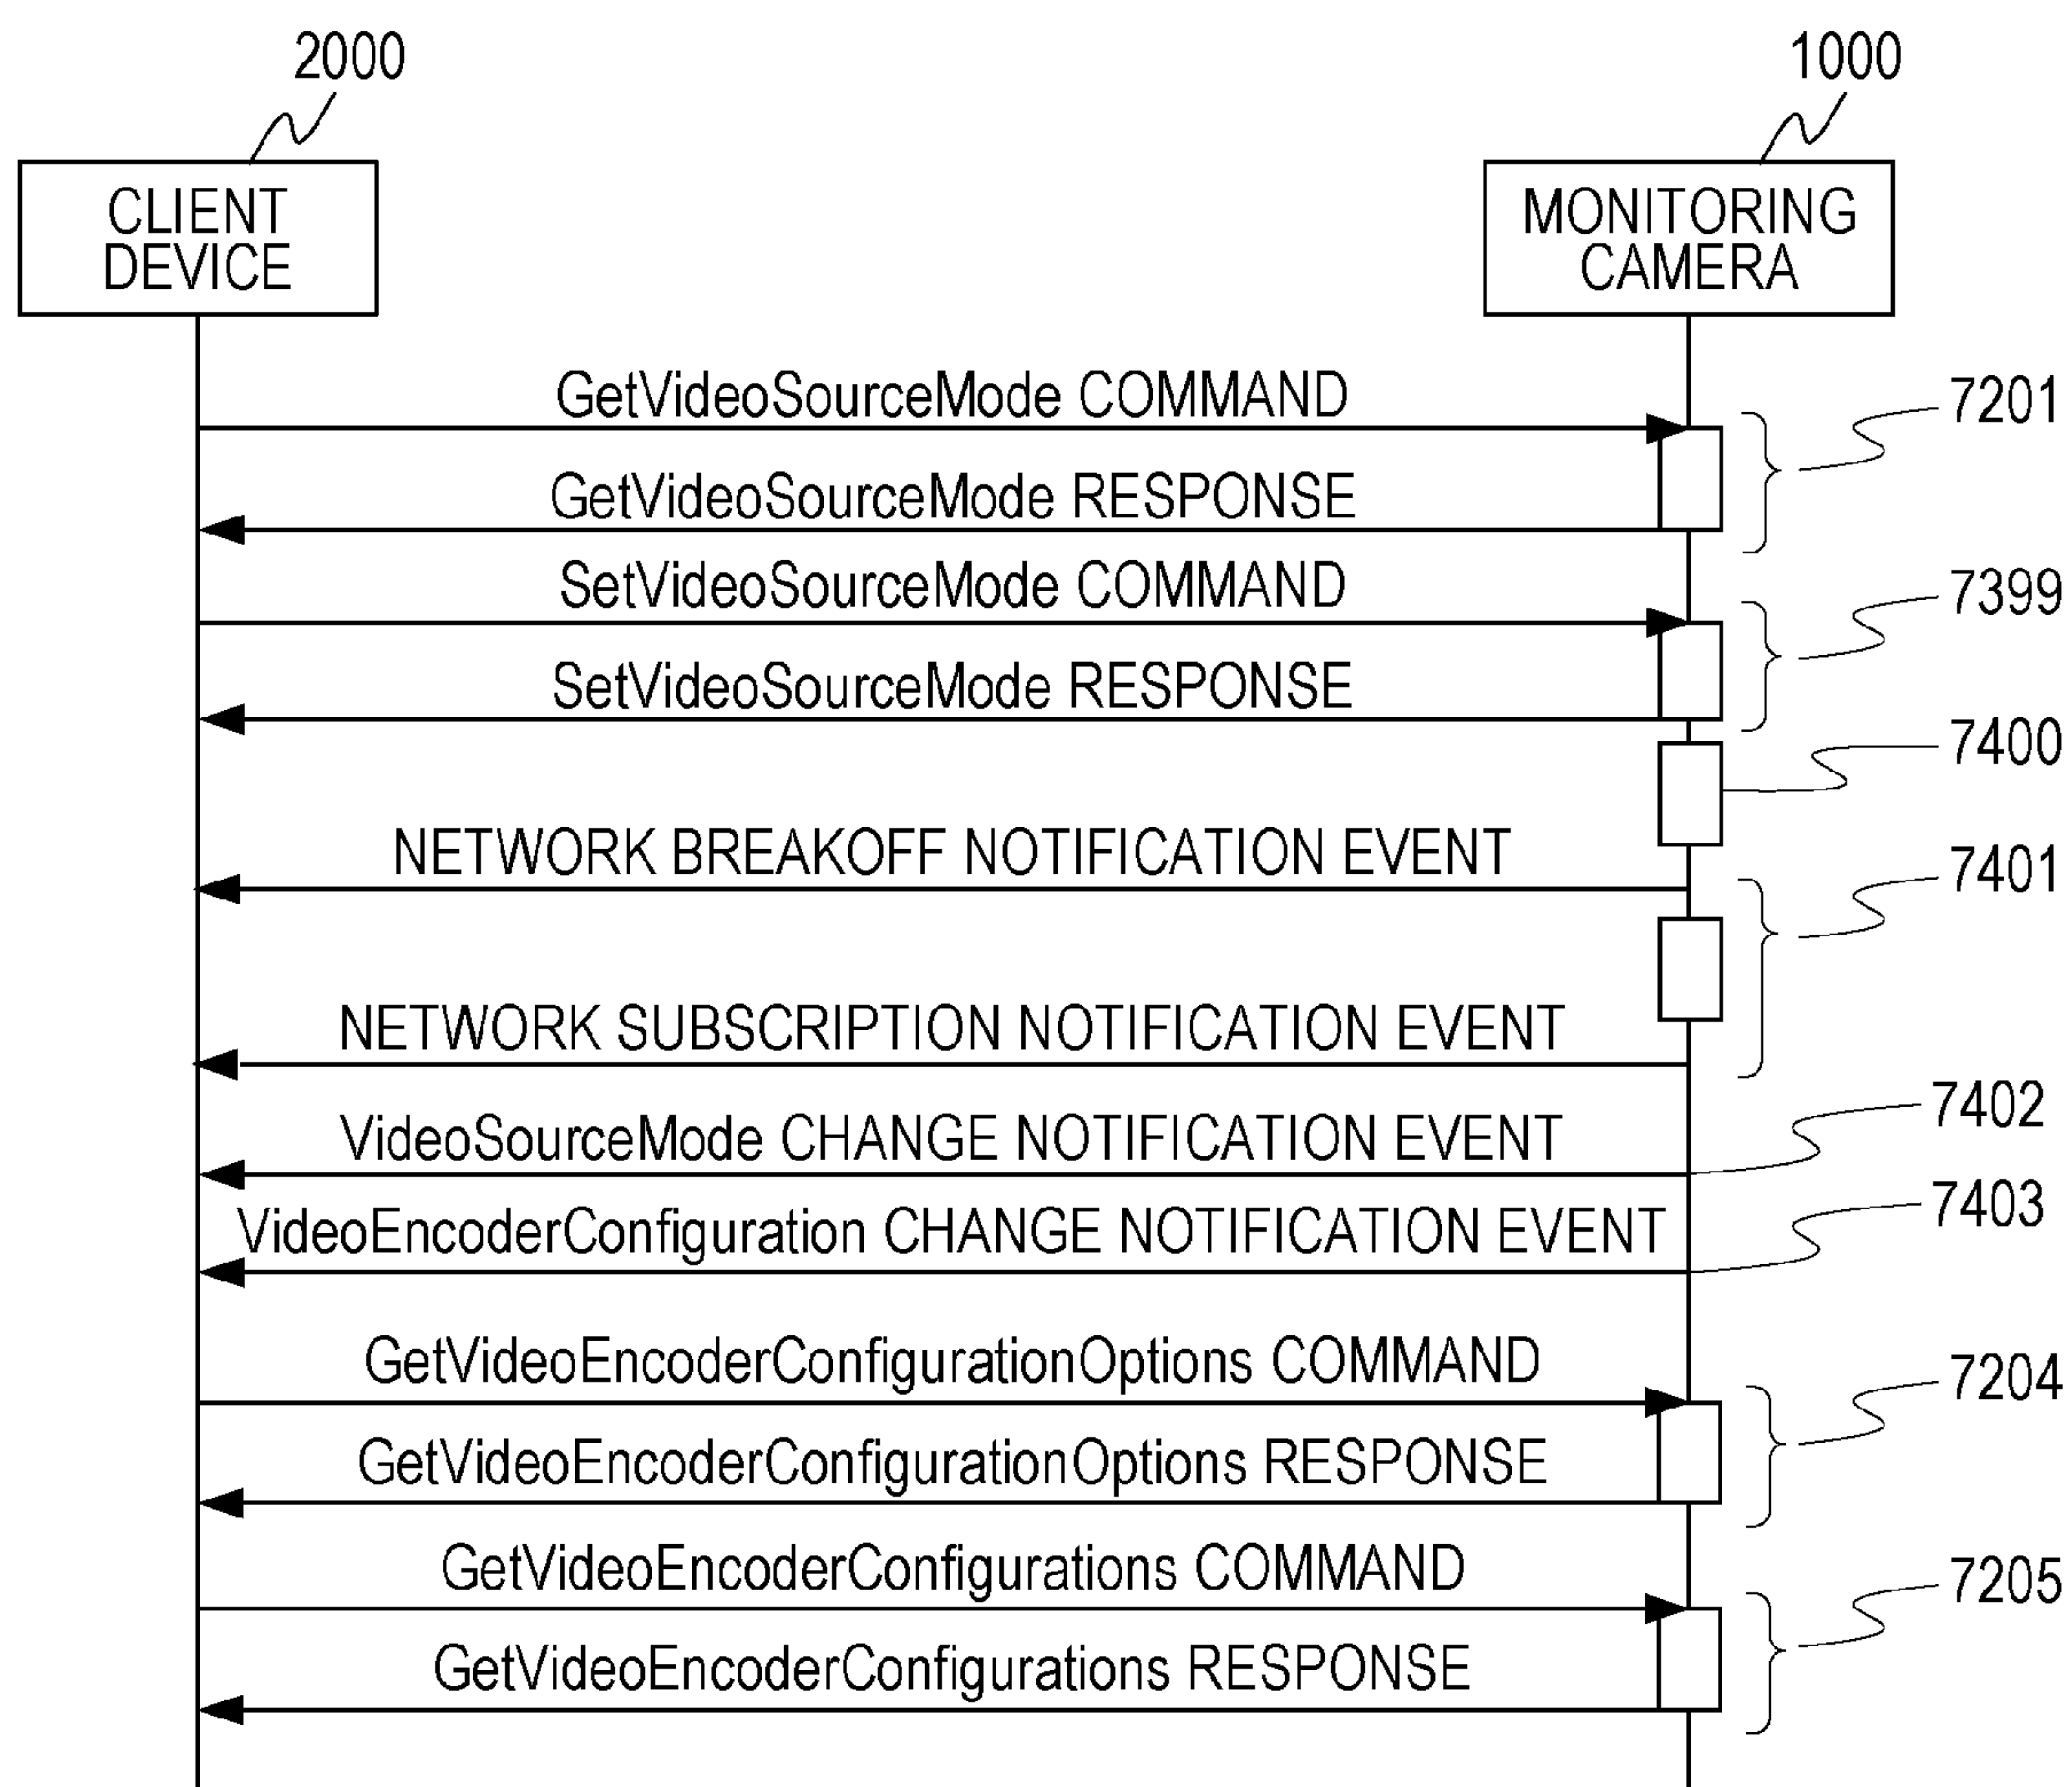 2000
1000
CLIENT
DEVICE
MONITORING
CAMERA
GetVideoSourceMode COMMAND
7201
GetVideoSourceMode RESPONSE
SetVideoSourceMode COMMAND
7399
SetVideoSourceMode RESPONSE
7400
NETWORK BREAKOFF NOTIFICATION EVENT
7401
NETWORK SUBSCRIPTION NOTIFICATION EVENT
7402
VideoSourceMode CHANGE NOTIFICATION EVENT
7403
VideoEncoderConfiguration CHANGE NOTIFICATION EVENT
GetVideoEncoderConfigurationOptions COMMAND
7204
GetVideoEncoderConfigurationOptions RESPONSE
GetVideoEncoderConfigurations COMMAND
7205
GetVideoEncoderConfigurations RESPONSE